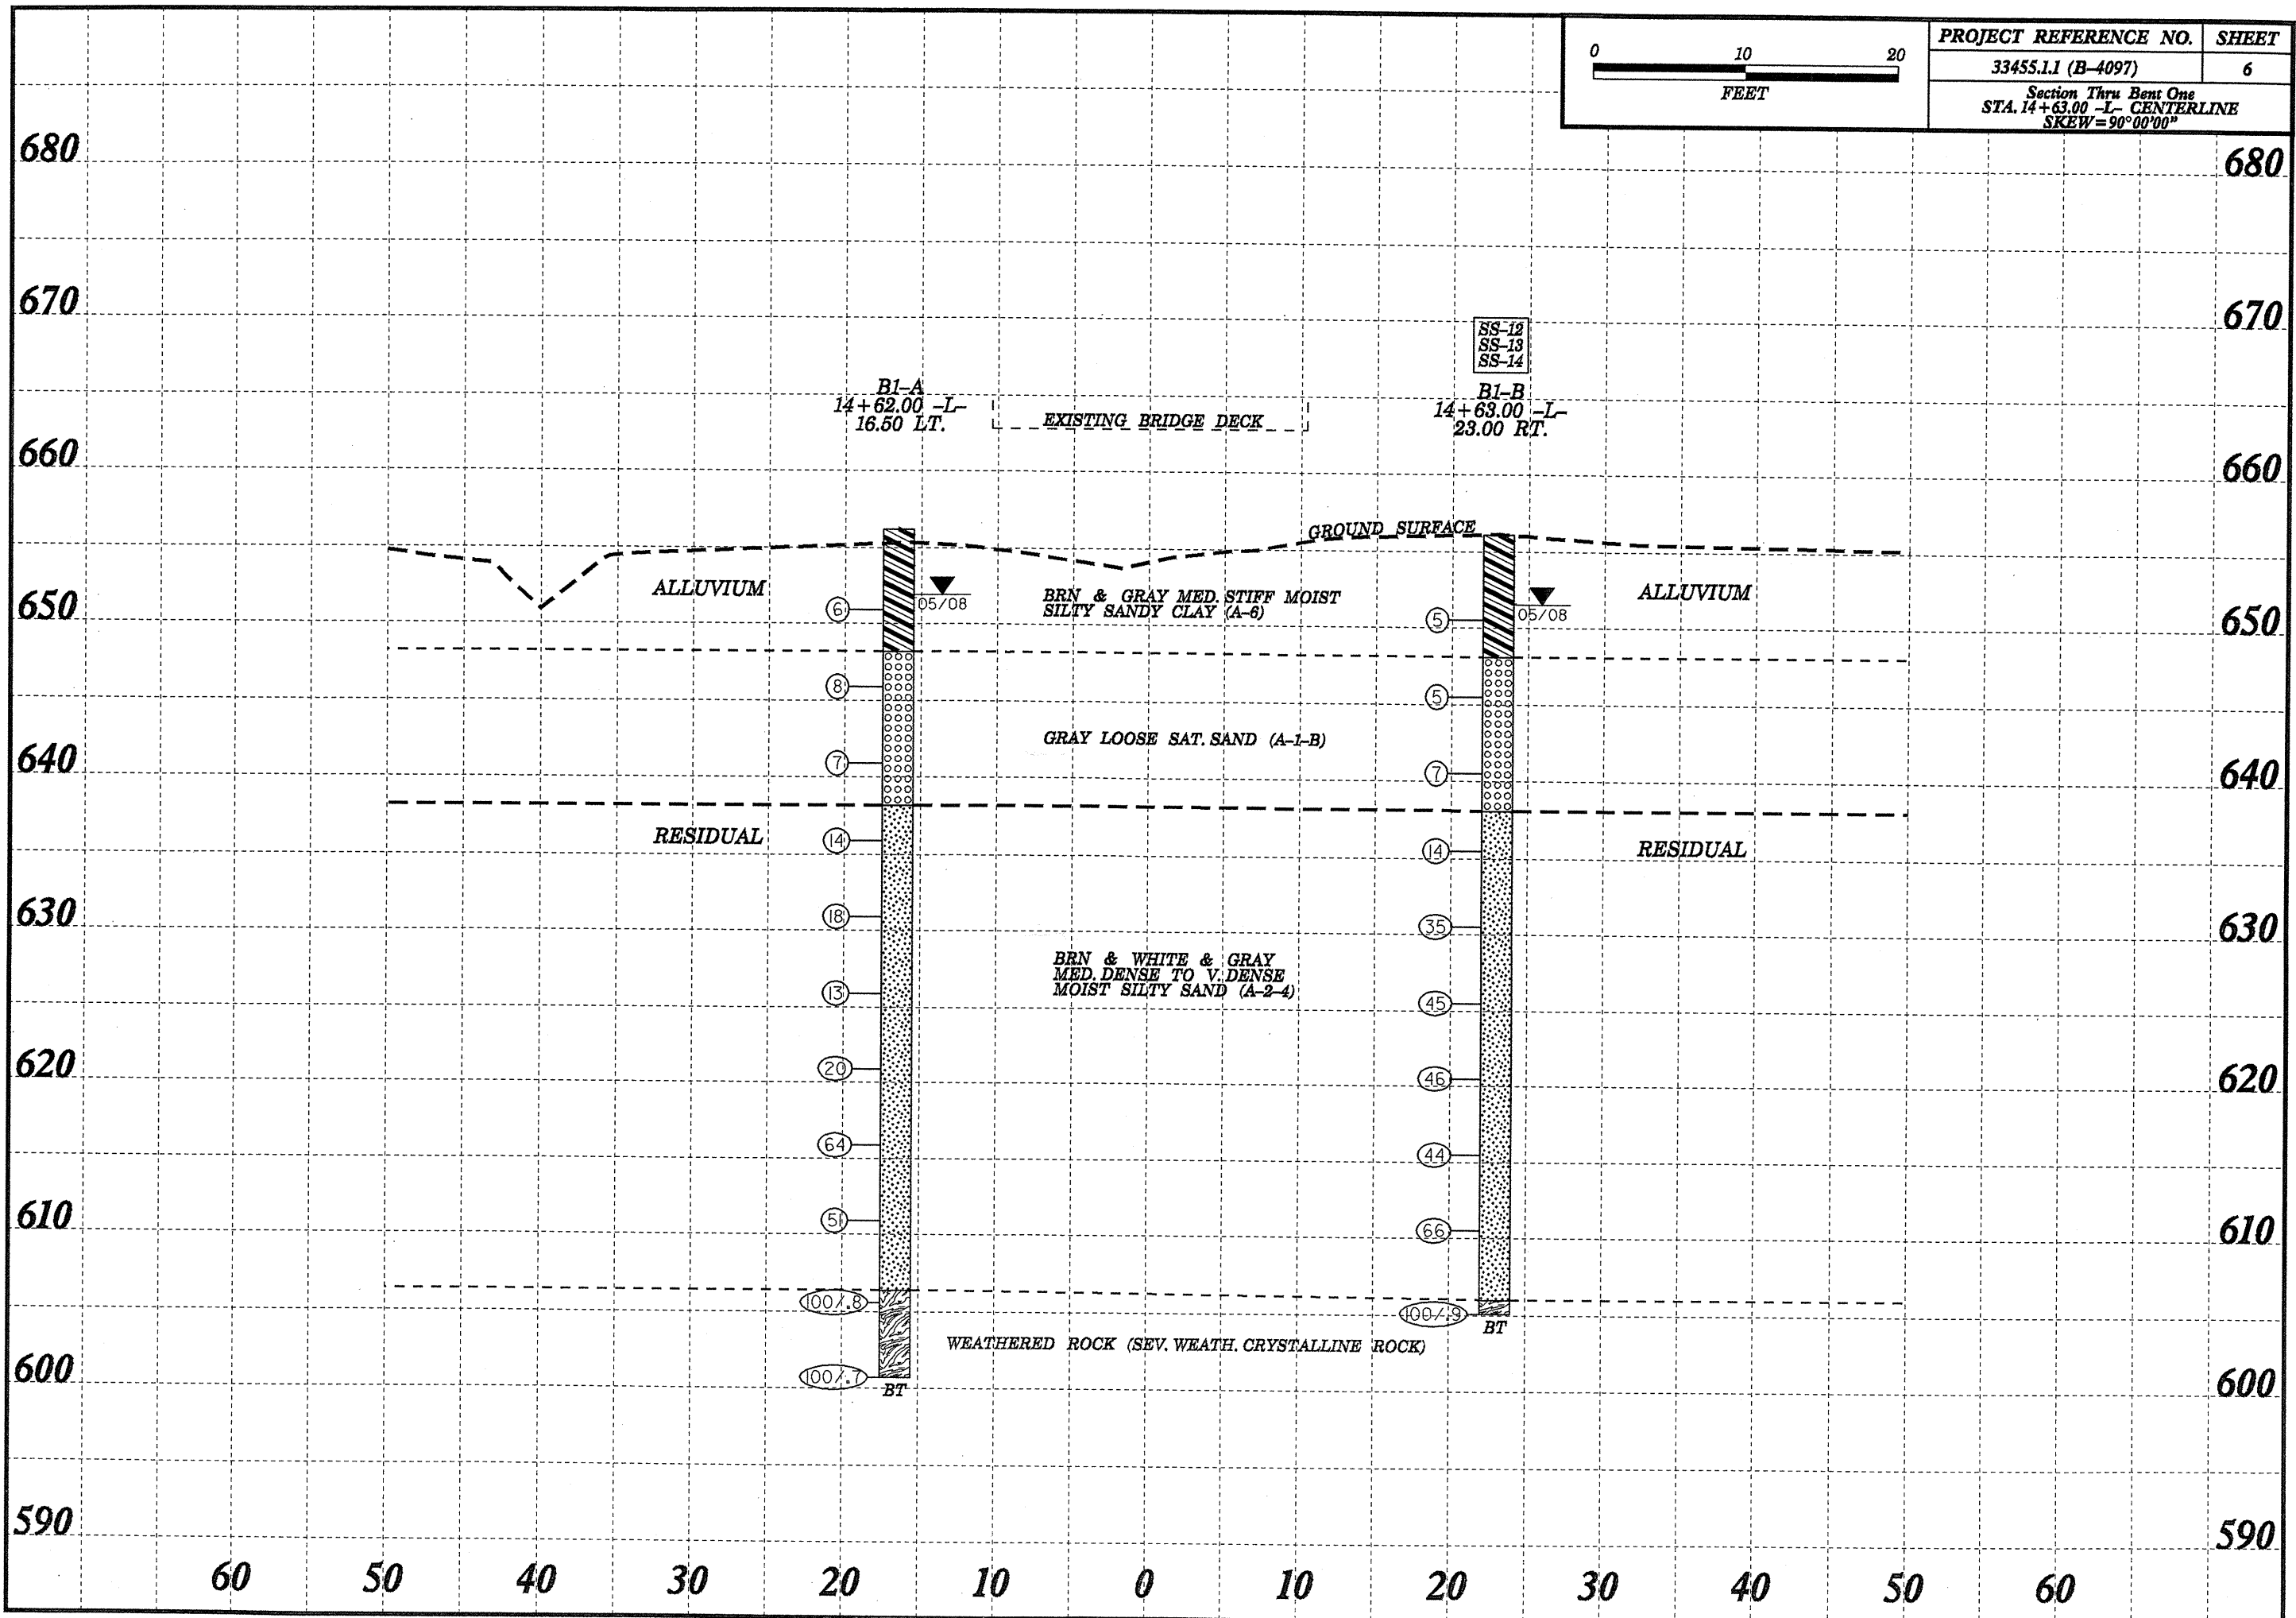 0 10 20
FEET
PROJECT REFERENCE NO. SHEET
33455.1.1 (B-4097) 6
Section Thru Bent One
STA. 14+63.00 -L- CENTERLINE
SKEW=90°00'00"
680 680
670 670
SS-12
SS-13
SS-14
B1-A
14+62.00 -L-
16.50 LT.
EXISTING BRIDGE DECK
B1-B
14+63.00 -L-
23.00 RT.
660 660
GROUND SURFACE
ALLUVIUM
BRN & GRAY MED. STIFF MOIST
SILTY SANDY CLAY (A-6)
ALLUVIUM
05/08
05/08
6
5
650 650
8
5
GRAY LOOSE SAT. SAND (A-1-B)
7
7
640 640
RESIDUAL
RESIDUAL
14
14
18
35
630 630
BRN & WHITE & GRAY
MED. DENSE TO V. DENSE
MOIST SILTY SAND (A-2-4)
13
45
20
46
620 620
64
44
51
66
610 610
100/.8
100/.9
BT
WEATHERED ROCK (SEV. WEATH. CRYSTALLINE ROCK)
100/.7
BT
600 600
590 590
60 50 40 30 20 10 0 10 20 30 40 50 60